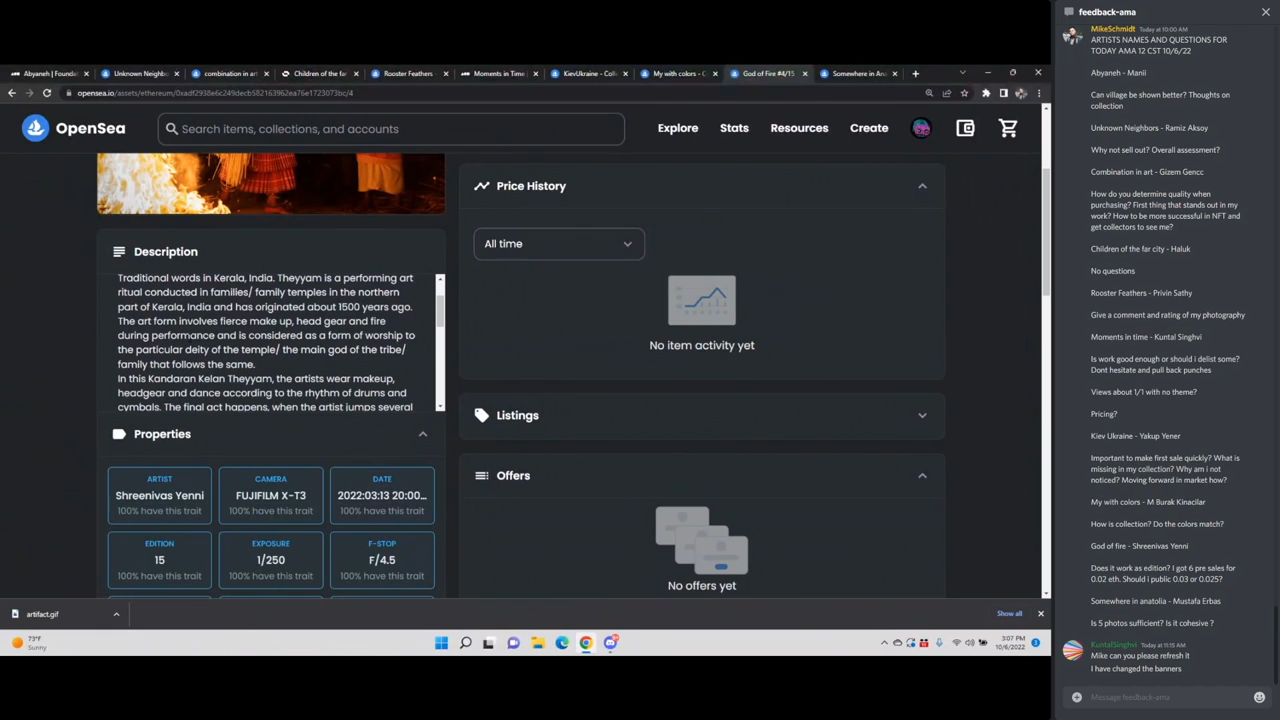 Abyaneh | Found
Unknown Neighb
combination in ar
Children of the fa
Rooster Feathers
Moments in Time
KievUkraine - Coll
My with colors - C
God of Fire #4/15
Somewhere in Ana
opensea.io/assets/ethereum/0xadf2938e6c249decb582163962ea76e1723073bc/4
OpenSea
Search items, collections, and accounts
Explore
Stats
Resources
Create
Description
Traditional words in Kerala, India. Theyyam is a performing art
ritual conducted in families/ family temples in the northern
part of Kerala, India and has originated about 1500 years ago.
The art form involves fierce make up, head gear and fire
during performance and is considered as a form of worship to
the particular deity of the temple/ the main god of the tribe/
family that follows the same.
In this Kandaran Kelan Theyyam, the artists wear makeup,
headgear and dance according to the rhythm of drums and
cymbals. The final act happens, when the artist jumps several
Properties
ARTIST
Shreenivas Yenni
100% have this trait
CAMERA
FUJIFILM X-T3
100% have this trait
DATE
2022:03:13 20:00...
100% have this trait
EDITION
15
100% have this trait
EXPOSURE
1/250
100% have this trait
F-STOP
F/4.5
100% have this trait
Price History
All time
No item activity yet
Listings
Offers
No offers yet
artifact.gif
Show all
73°F
Sunny
3:07 PM
10/6/2022
feedback-ama
MikeSchmidt Today at 10:00 AM
ARTISTS NAMES AND QUESTIONS FOR
TODAY AMA 12 CST 10/6/22
Abyaneh - Manii
Can village be shown better? Thoughts on
collection
Unknown Neighbors - Ramiz Aksoy
Why not sell out? Overall assessment?
Combination in art - Gizem Gencc
How do you determine quality when
purchasing? First thing that stands out in my
work? How to be more successful in NFT and
get collectors to see me?
Children of the far city - Haluk
No questions
Rooster Feathers - Privin Sathy
Give a comment and rating of my photography
Moments in time - Kuntal Singhvi
Is work good enough or should i delist some?
Dont hesitate and pull back punches
Views about 1/1 with no theme?
Pricing?
Kiev Ukraine - Yakup Yener
Important to make first sale quickly? What is
missing in my collection? Why am i not
noticed? Moving forward in market how?
My with colors - M Burak Kinacilar
How is collection? Do the colors match?
God of fire - Shreenivas Yenni
Does it work as edition? I got 6 pre sales for
0.02 eth. Should i public 0.03 or 0.025?
Somewhere in anatolia - Mustafa Erbas
Is 5 photos sufficient? Is it cohesive ?
KuntalSinghvi Today at 11:15 AM
Mike can you please refresh it
I have changed the banners
Message feedback-ama